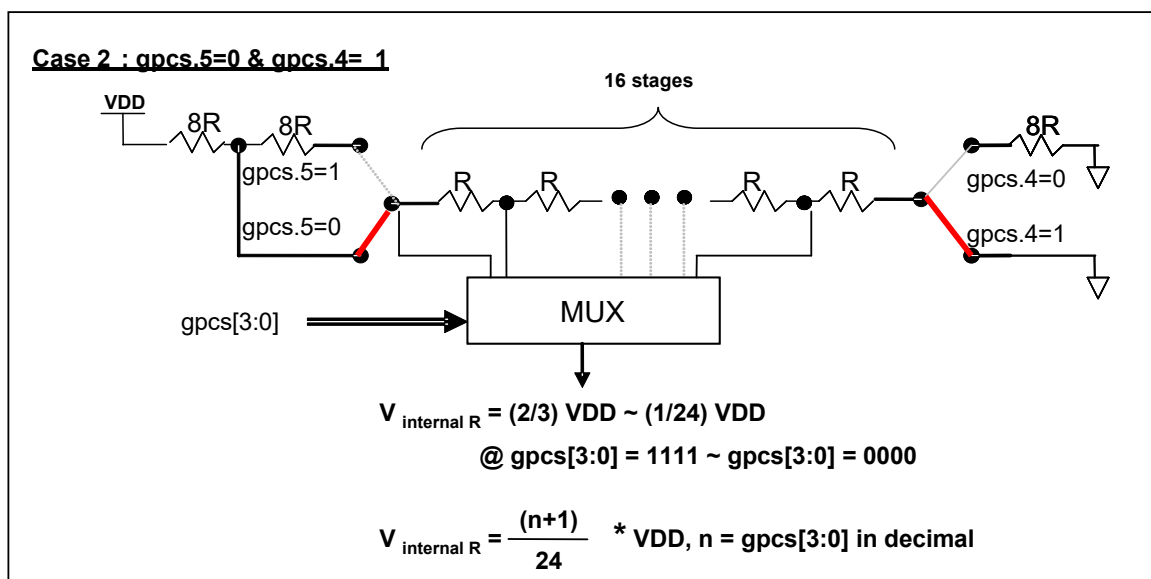 Case 2 : gpcs.5=0 & gpcs.4= 1
16 stages
VDD
8R 8R 8R
gpcs.5=1 R R R R gpcs.4=0
gpcs.5=0 gpcs.4=1
MUX
gpcs[3:0]
V internal R = (2/3) VDD ~ (1/24) VDD
@ gpcs[3:0] = 1111 ~ gpcs[3:0] = 0000
(n+1)
V internal R = * VDD, n = gpcs[3:0] in decimal
24